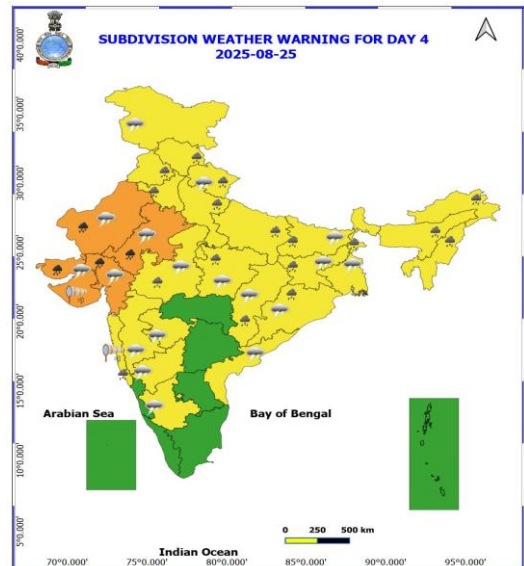 SUBDIVISION WEATHER WARNING FOR DAY 4
2025-08-25
40°0.000'
35°0.000'
30°0.000'
25°0.000'
20°0.000'
15°0.000'
10°0.000'
5°0.000'
Arabian Sea
Bay of Bengal
0 250 500 km
Indian Ocean
70°0.000' 75°0.000' 80°0.000' 85°0.000' 90°0.000' 95°0.000'